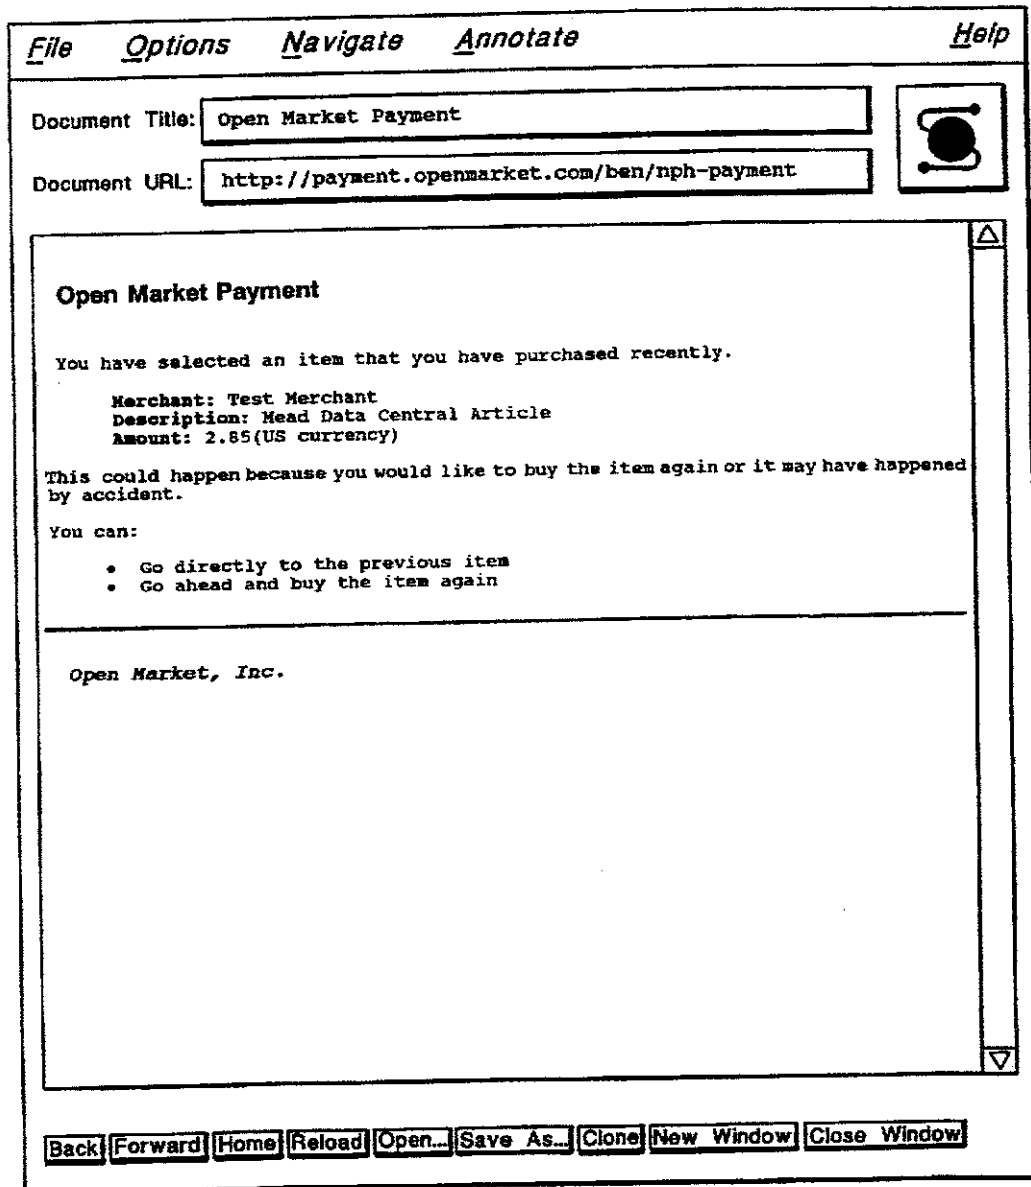 File Options Navigate Annotate Help
Document Title: Open Market Payment
Document URL: http://payment.openmarket.com/ben/nph-payment
Open Market Payment
You have selected an item that you have purchased recently.
Merchant: Test Merchant
Description: Mead Data Central Article
Amount: 2.85(US currency)
This could happen because you would like to buy the item again or it may have happened
by accident.
You can:
• Go directly to the previous item
• Go ahead and buy the item again
Open Market, Inc.
Back Forward Home Reload Open... Save As... Clone New Window Close Window